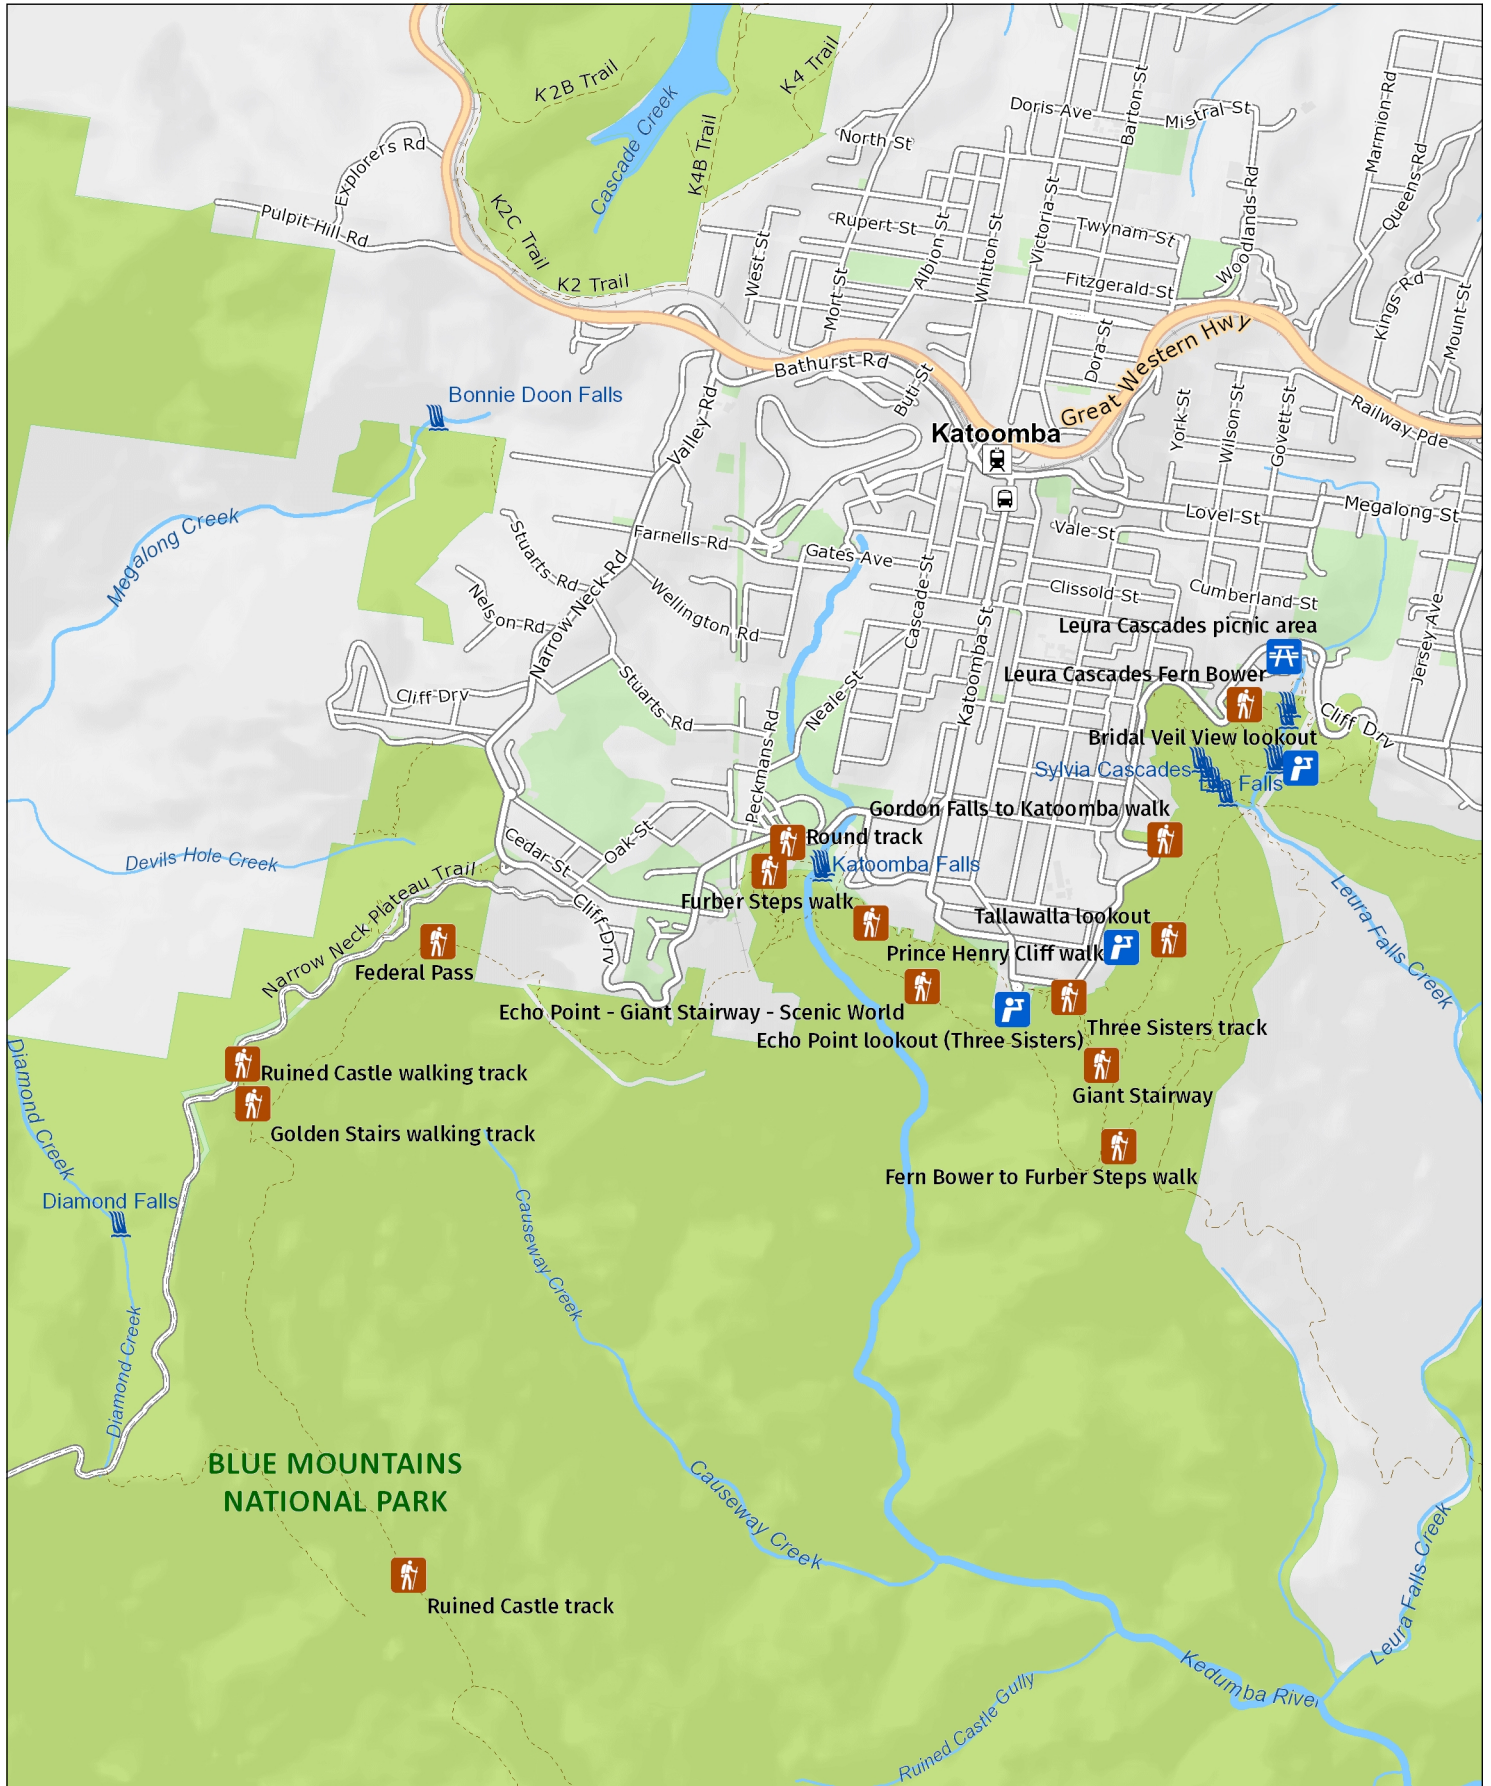 K2B Trail
K4 Trail
Cascade Creek
K4B Trail
North St
Doris Ave
Barton St
Mistral St
Marmion Rd
Queens Rd
Explorers Rd
Pulpit Hill Rd
K2C Trail
K2 Trail
West St
Rupert St
Albion St
Whitton St
Victoria St
Twynam St
Woodlands Rd
Mort St
Fitzgerald St
Kings Rd
Mount St
Dora St
Great Western Hwy
Bathurst Rd
Buti St
Bonnie Doon Falls
Valley Rd
Katoomba
York St
Wilson St
Govett St
Railway Pde
Megalong Creek
Stuarts Rd
Farnells Rd
Gates Ave
Vale St
Lovel St
Megalong St
Nelson Rd
Narrow Neck Rd
Wellington Rd
Cascade St
Clissold St
Cumberland St
Jersey Ave
Leura Cascades picnic area
Leura Cascades Fern Bower
Cliff Drv
Stuarts Rd
Neale St
Katoomba St
Cliff Drv
Bridal Veil View lookout
Sylvia Cascades
Falls
Peckmans Rd
Gordon Falls to Katoomba walk
Round track
Devils Hole Creek
Cedar St
Oak St
Katoomba Falls
Narrow Neck Plateau Trail
Furber Steps walk
Cliff Drv
Leura Falls Creek
Tallawalla lookout
Federal Pass
Prince Henry Cliff walk
Echo Point - Giant Stairway - Scenic World
Echo Point lookout (Three Sisters)
Three Sisters track
Diamond Creek
Ruined Castle walking track
Giant Stairway
Golden Stairs walking track
Fern Bower to Furber Steps walk
Diamond Falls
Causeway Creek
Diamond Creek
BLUE MOUNTAINS
NATIONAL PARK
Causeway Creek
Ruined Castle track
Leura Falls Creek
Kedumba River
Ruined Castle Gully